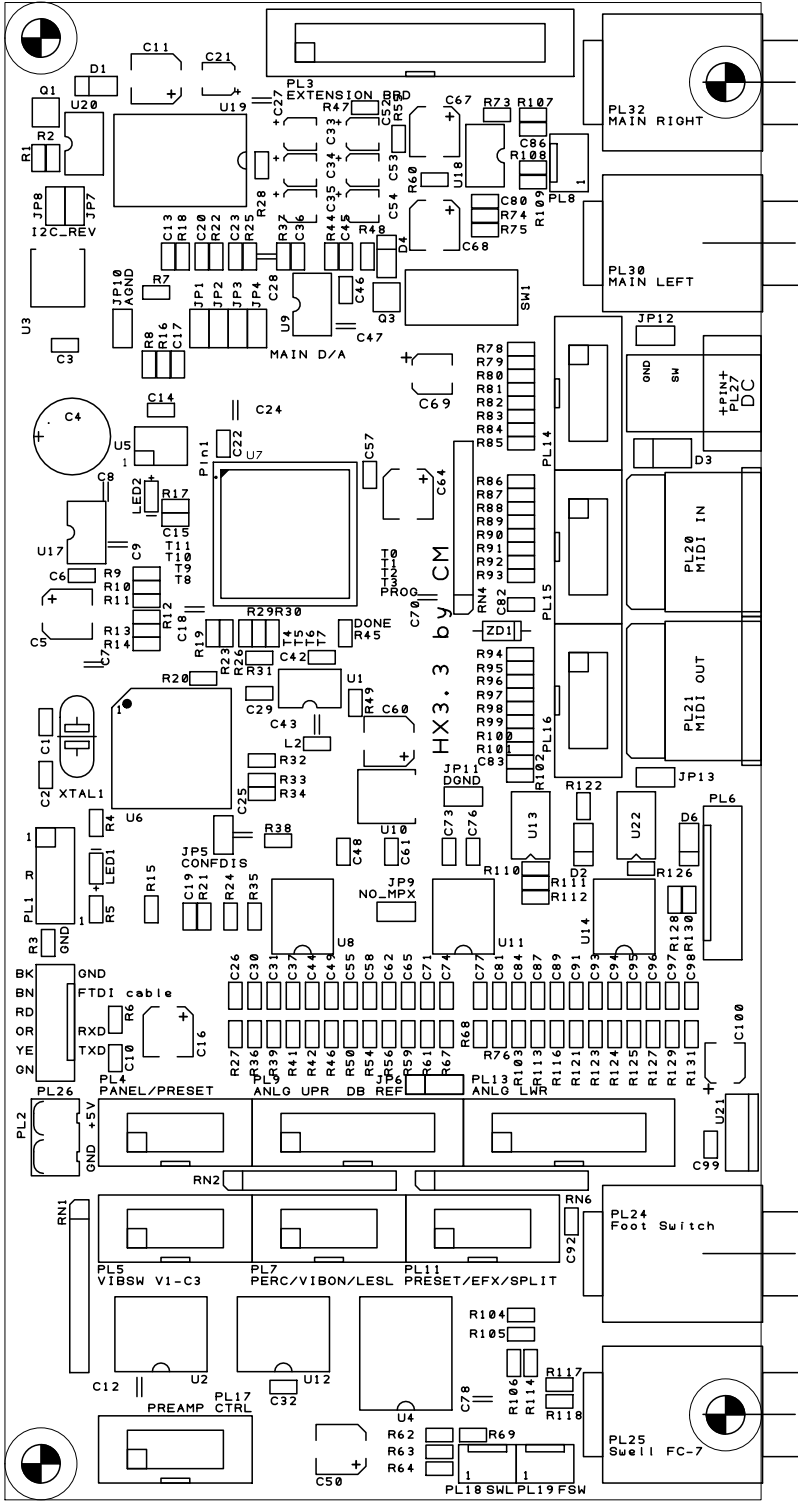 C11
C21
D1
PL3
EXTENSION BRD
Q1
U20
U19
C27
R47
C52
R55
C67
R73
R107
PL32
MAIN RIGHT
R2
R1
C33
C34
C35
C53
C54
R60
U18
C86
R108
R109
PL8
1
R28
JP8
JP7
I2C_REV
C80
R74
R75
C68
C13
R18
C20
R22
C23
R25
R37
C36
R44
C45
R48
D4
PL30
MAIN LEFT
U3
JP10
AGND
R7
C28
C46
Q3
SW1
JP1
JP2
JP3
JP4
U9
C47
MAIN D/A
C3
R8
R16
C17
JP12
R78
R79
R80
R81
R82
R83
R84
R85
C69
GND
SW
+PIN+
PL27
DC
C4
C14
C24
U5
1
C22
Pin1
U7
C57
C64
PL14
D3
C8
LED2
R17
C15
R86
R87
R88
R89
R90
R91
R92
R93
PL20
MIDI IN
U17
C9
T11
T10
T9
T8
T0
T1
T2
T3
PROG
C6
R9
R10
R11
C70
HX3.3 by CM
RN4
C82
PL15
C5
R12
R13
R14
C18
R19
R23
R26
R29
R30
T4
T5
T6
T7
DONE
R45
ZD1
C7
R31
C42
R20
U1
R94
R95
R96
R97
R98
R99
R100
R101
C83
R102
PL21
MIDI OUT
PL16
1
C29
R49
C43
C60
C1
C2
L2
XTAL1
R32
R33
R34
C25
U6
JP11
DGND
JP13
R122
PL6
R4
U10
U13
U22
D6
1
R
PL1
LED1
JP5
CONFDIS
R38
C48
C61
C73
C76
D2
R110
R111
R112
R126
R5
1
R15
C19
R21
R24
R35
JP9
NO_MPX
U8
U11
U14
R128
R130
R3
GND
BK
BN
RD
OR
YE
GN
GND
FTDI cable
RXD
TXD
R6
C10
C16
C26
C30
C31
C37
C44
C49
C55
C58
C62
C65
C71
C74
C77
C81
C84
C87
C89
C91
C93
C94
C95
C96
C97
C98
R27
R36
R39
R41
R42
R46
R50
R54
R56
R59
R61
R67
R68
R76
R103
R113
R116
R121
R123
R124
R125
R127
R129
R131
C100
PL26
PL4
PANEL/PRESET
PL9
ANLG UPR
DB REF
JP6
PL13
ANLG LWR
PL2
+5V
GND
U21
C99
RN2
RN6
RN1
C92
PL24
Foot Switch
PL5
VIBSW V1-C3
PL7
PERC/VIBON/LESL
PL11
PRESET/EFX/SPLIT
R104
R105
U2
U12
C12
C32
R106
R114
R117
R118
C78
PL17
PREAMP CTRL
U4
PL25
Swell FC-7
R62
R63
R64
R69
C50
1
1
PL18 SWL
PL19 FSW